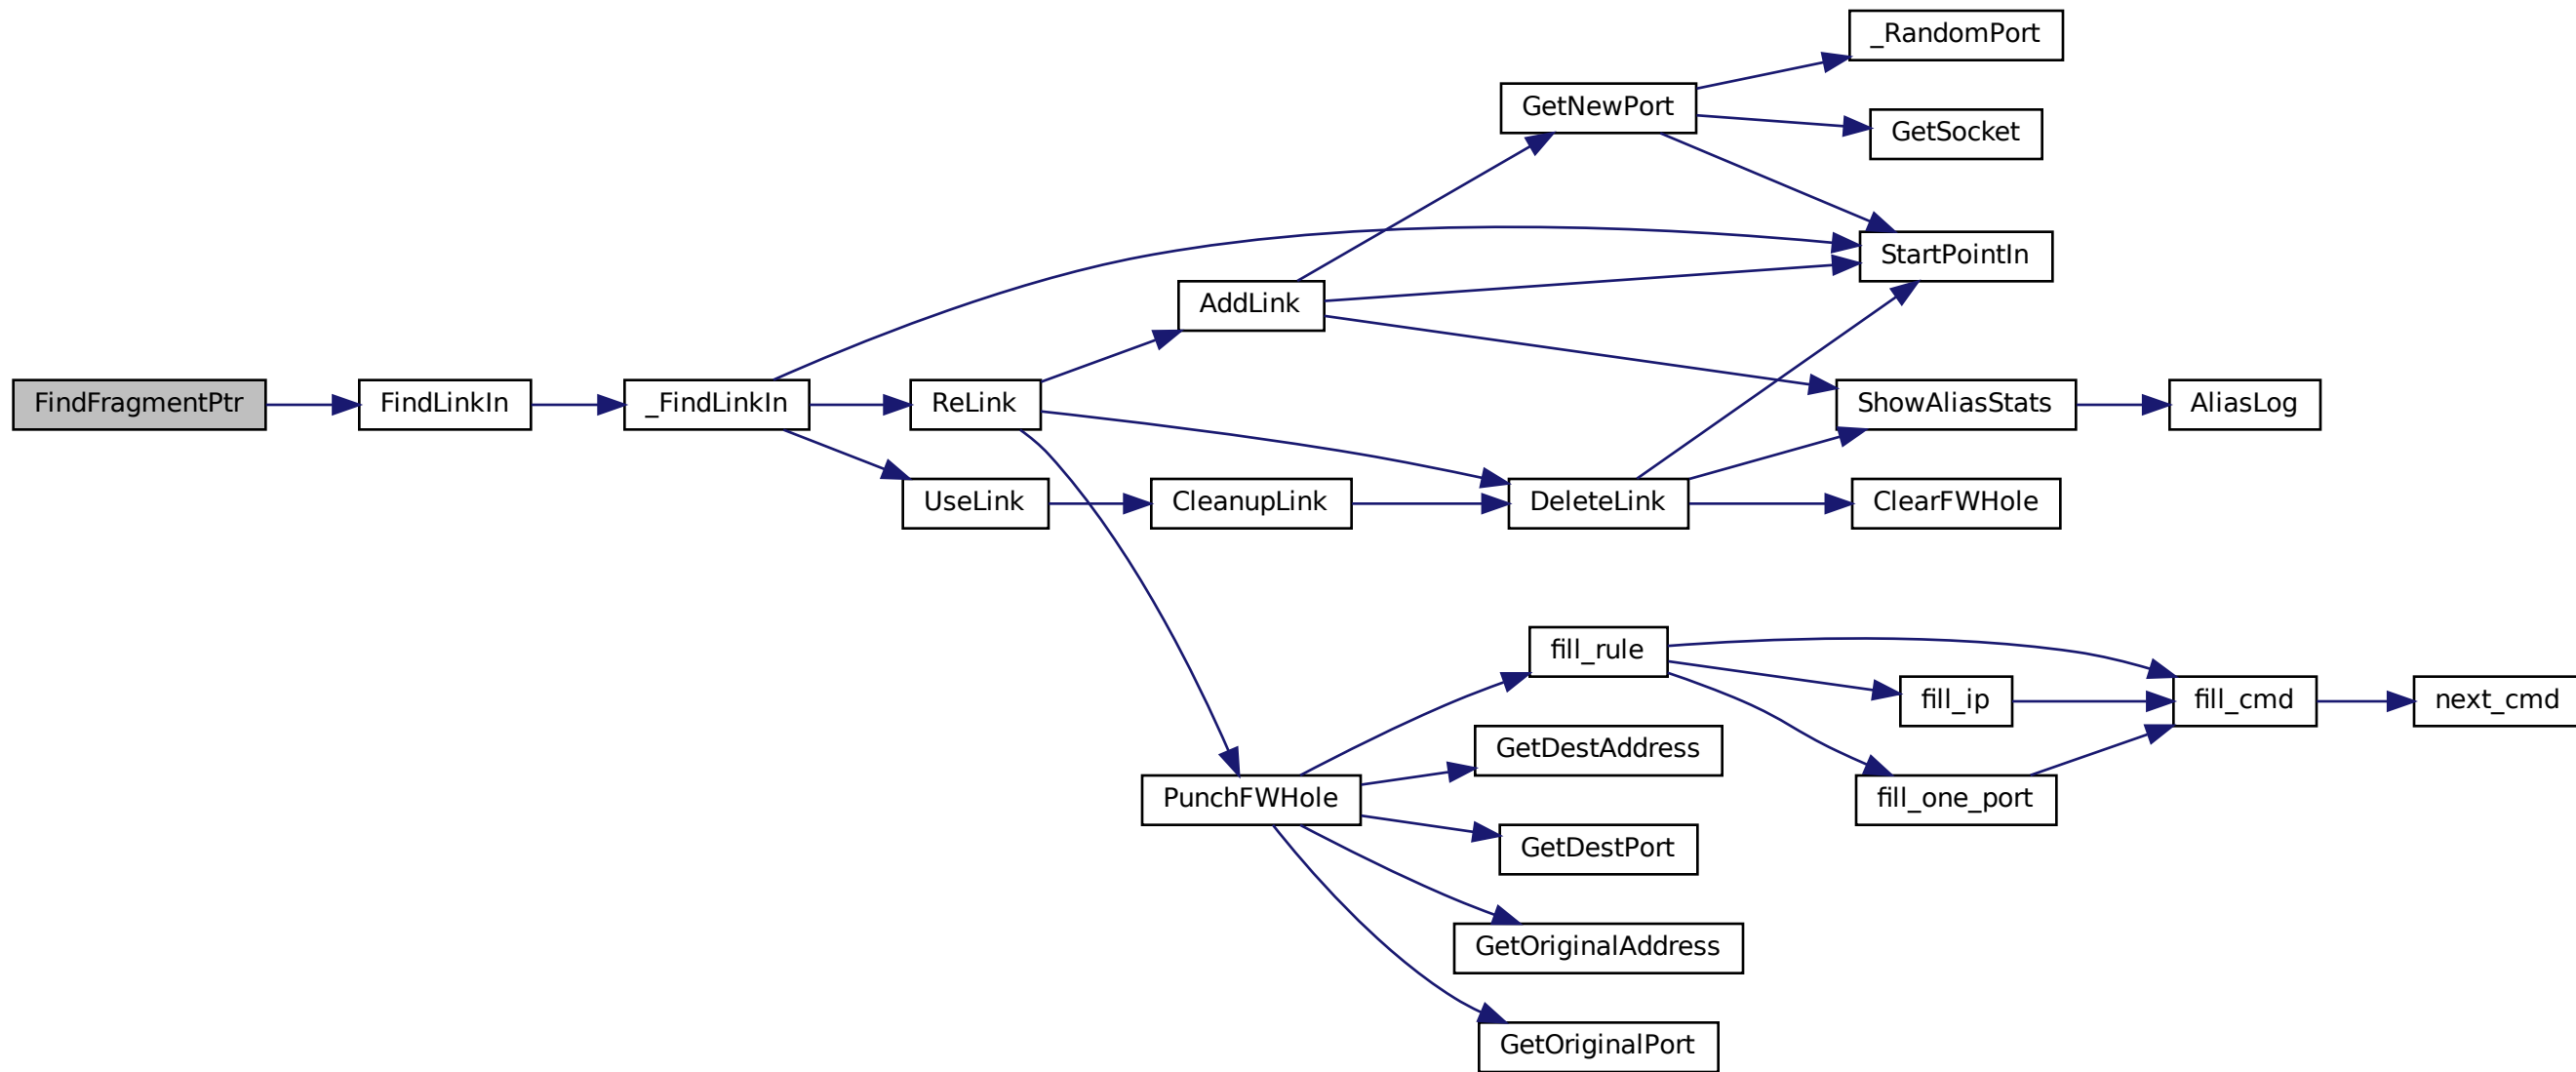 _RandomPort
GetNewPort
GetSocket
StartPointIn
AddLink
FindFragmentPtr
FindLinkIn
_FindLinkIn
ReLink
ShowAliasStats
AliasLog
UseLink
CleanupLink
DeleteLink
ClearFWHole
fill_rule
fill_ip
fill_cmd
next_cmd
GetDestAddress
PunchFWHole
fill_one_port
GetDestPort
GetOriginalAddress
GetOriginalPort